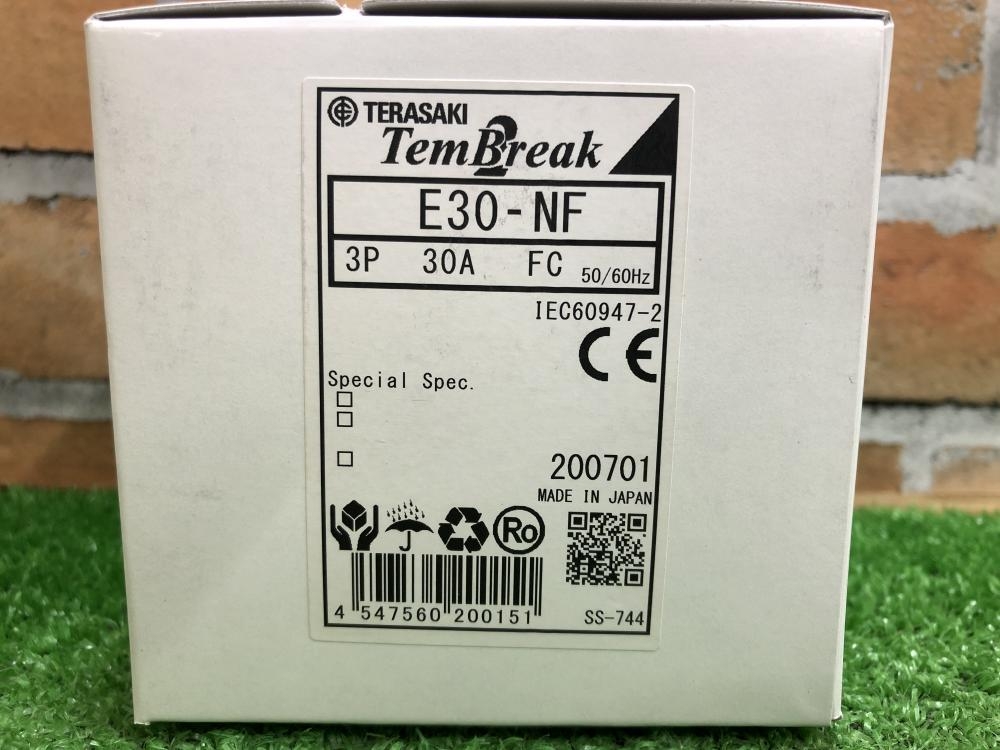 TERASAKI
TemBreak 2
E30-NF
3P 30A FC 50/60Hz
IEC60947-2
CE
Special Spec.
200701
MADE IN JAPAN
Ro
4 547560 200151
SS-744